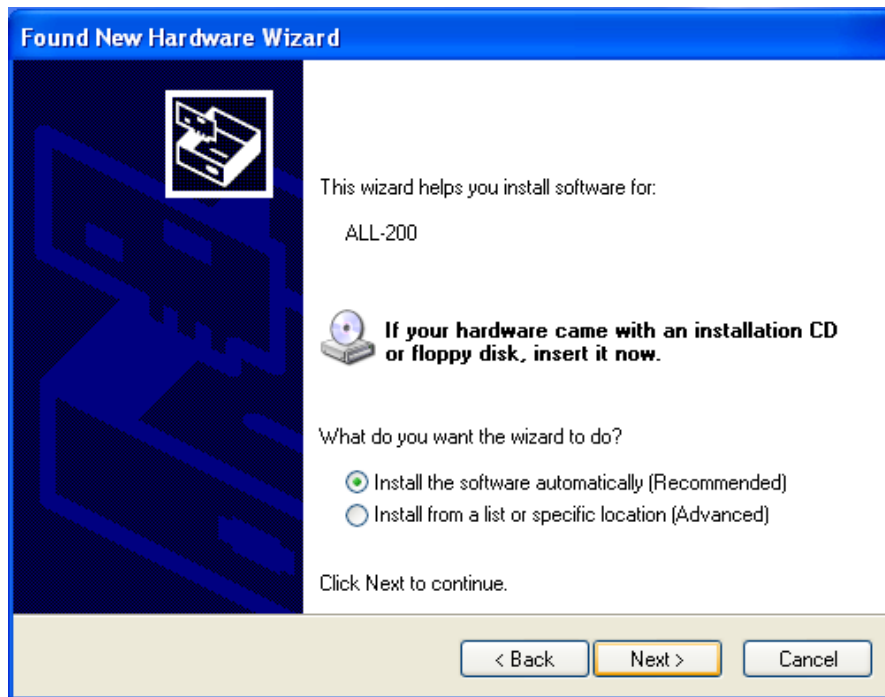 Found New Hardware Wizard
This wizard helps you install software for:
ALL-200
If your hardware came with an installation CD
or floppy disk, insert it now.
What do you want the wizard to do?
Install the software automatically (Recommended)
Install from a list or specific location (Advanced)
Click Next to continue.
< Back
Next >
Cancel